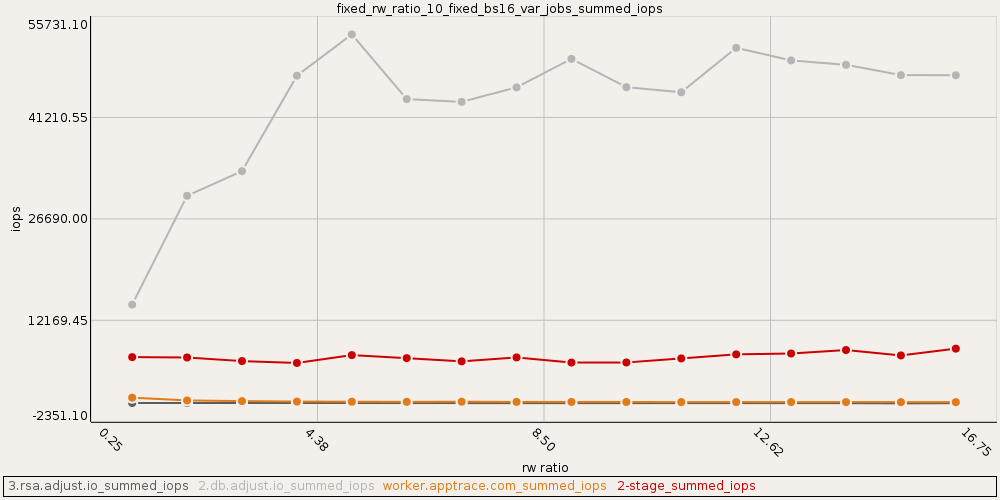 fixed_rw_ratio_10_fixed_bs16_var_jobs_summed_iops
55731.10
41210.55
26690.00
12169.45
-2351.10
iops
0.25
4.38
8.50
12.62
16.75
rw ratio
3.rsa.adjust.io_summed_iops 2.db.adjust.io_summed_iops worker.apptrace.com_summed_iops 2-stage_summed_iops